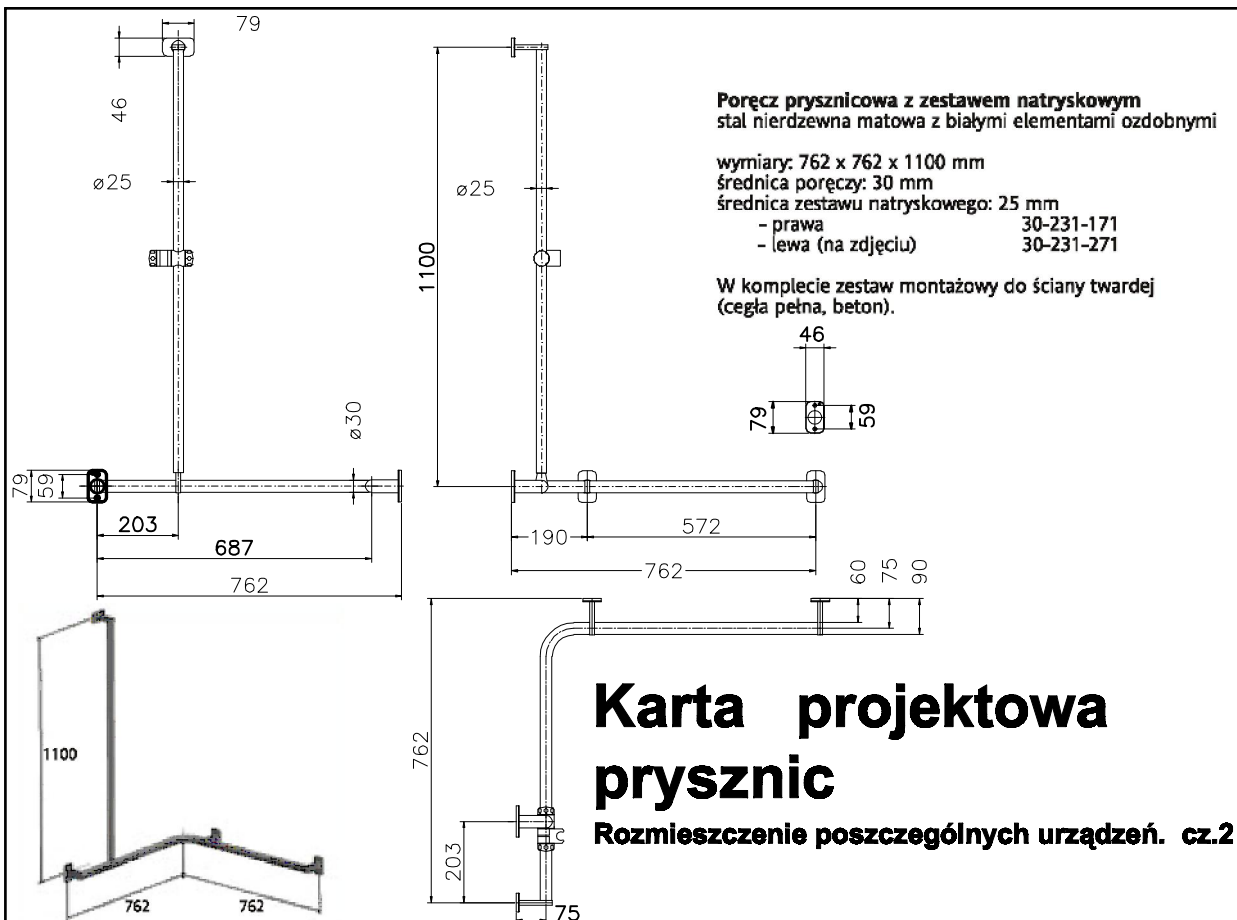 79
46
ø25
ø30
79
59
203
687
762
ø25
1100
190
572
762
Poręcz prysznicowa z zestawem natryskowym
stal nierdzewna matowa z białymi elementami ozdobnymi
wymiary: 762 x 762 x 1100 mm
średnica poręczy: 30 mm
średnica zestawu natryskowego: 25 mm
- prawa 30-231-171
- lewa (na zdjęciu) 30-231-271
W komplecie zestaw montażowy do ściany twardej
(cegła pełna, beton).
46
79
59
60
75
90
762
203
75
1100
762
762
Karta projektowa
prysznic
Rozmieszczenie poszczególnych urządzeń. cz.2